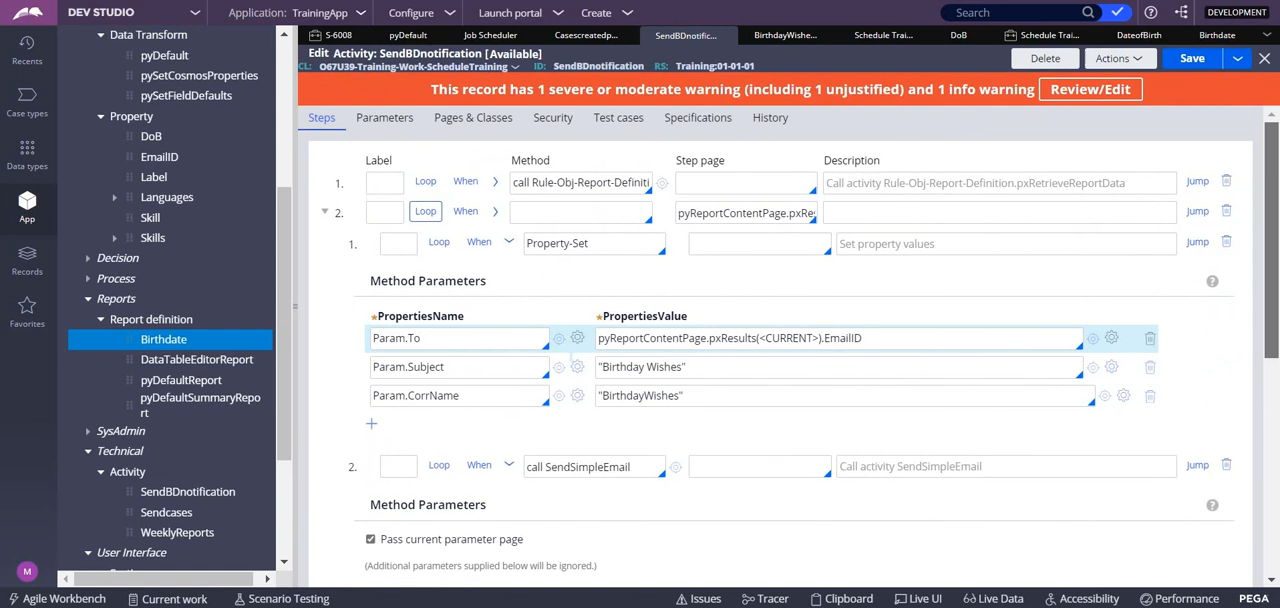 DEV STUDIO
Application: TrainingApp
Configure
Launch portal
Create
Search
DEVELOPMENT
Recents
Case types
Data types
App
Records
Favorites
M
Data Transform
pyDefault
pySetCosmosProperties
pySetFieldDefaults
Property
DoB
EmailID
Label
Languages
Skill
Skills
Decision
Process
Reports
Report definition
Birthdate
DataTableEditorReport
pyDefaultReport
pyDefaultSummaryRepo
rt
SysAdmin
Technical
Activity
SendBDnotification
Sendcases
WeeklyReports
User Interface
S-6008
pyDefault
Job Scheduler
Casescreatedp...
SendBDnotific...
BirthdayWishe...
Schedule Trai...
DoB
Schedule Trai...
DateofBirth
Birthdate
Edit Activity: SendBDnotification [Available]
CL: O67U39-Training-Work-ScheduleTraining ID: SendBDnotification RS: Training:01-01-01
Delete
Actions
Save
This record has 1 severe or moderate warning (including 1 unjustified) and 1 info warning
Review/Edit
Steps
Parameters
Pages & Classes
Security
Test cases
Specifications
History
Label
Method
Step page
Description
1. Loop When call Rule-Obj-Report-Definiti Call activity Rule-Obj-Report-Definition.pxRetrieveReportData Jump
2. Loop When pyReportContentPage.pxRe Jump
1. Loop When Property-Set Set property values Jump
Method Parameters
★PropertiesName ★PropertiesValue
Param.To pyReportContentPage.pxResults(<CURRENT>).EmailID
Param.Subject "Birthday Wishes"
Param.CorrName "BirthdayWishes"
2. Loop When call SendSimpleEmail Call activity SendSimpleEmail Jump
Method Parameters
Pass current parameter page
(Additional parameters supplied below will be ignored.)
Agile Workbench
Current work
Scenario Testing
Issues
Tracer
Clipboard
Live UI
Live Data
Accessibility
Performance
PEGA